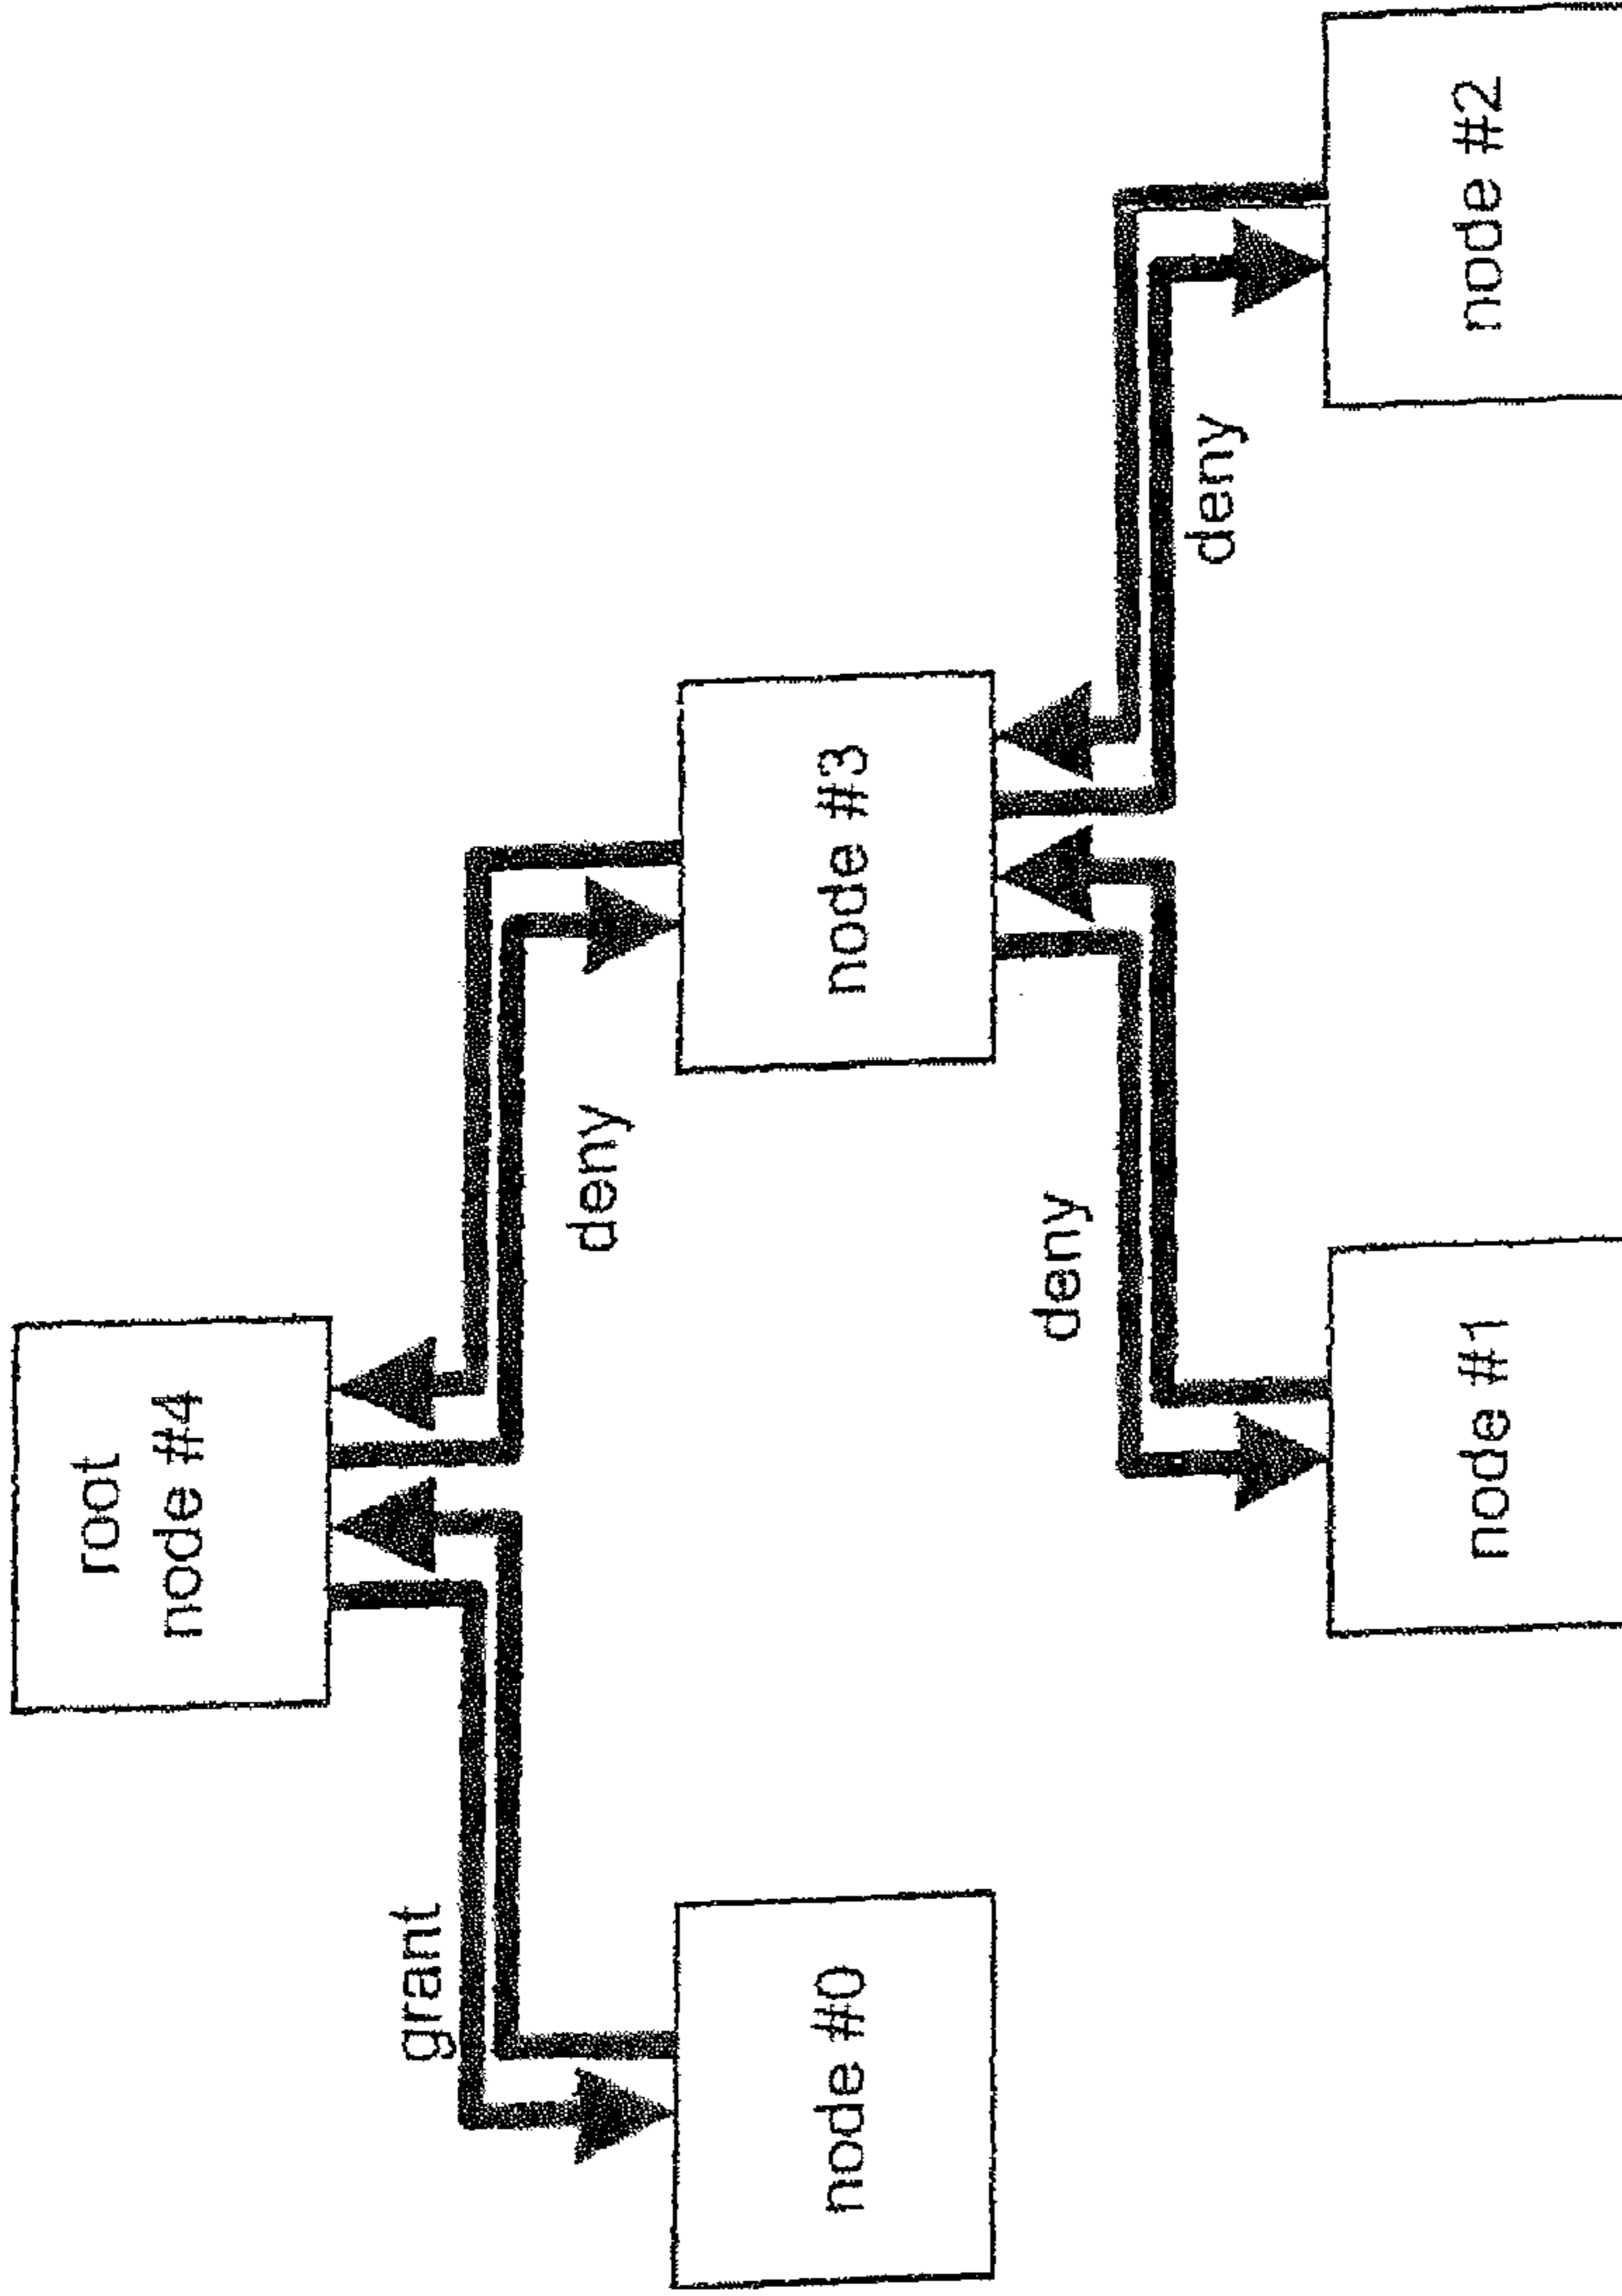 root
node #4
grant
deny
node #0
node #3
deny
deny
node #1
node #2